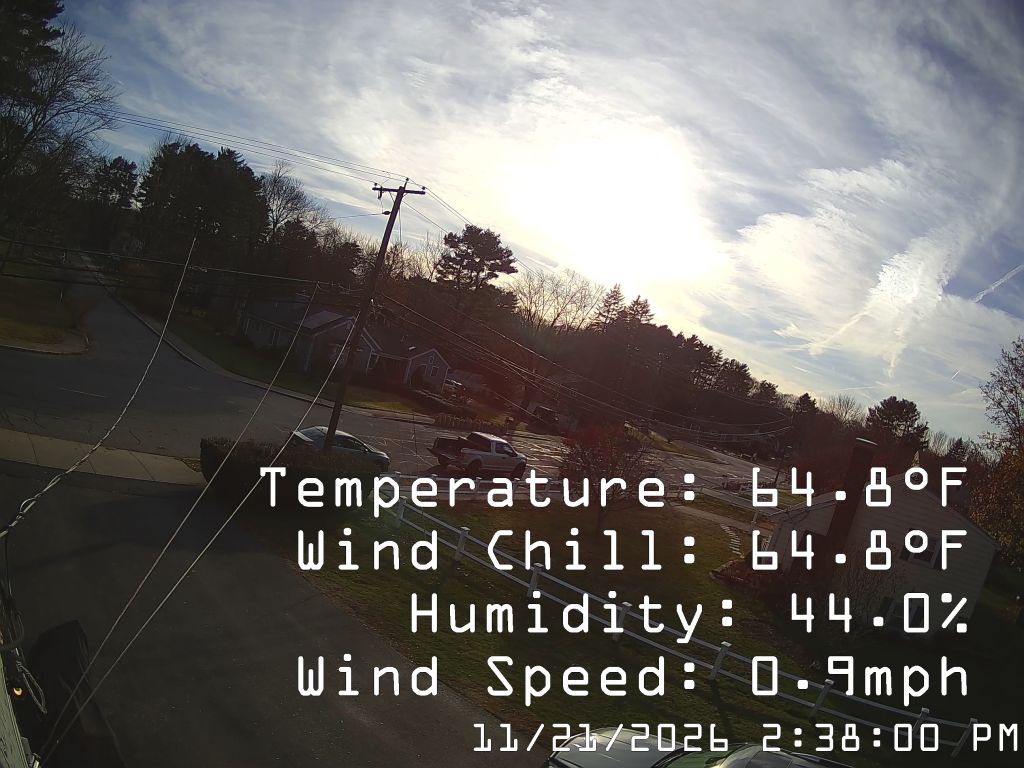 Temperature: 64.8°F
Wind Chill: 64.8°F
Humidity: 44.0%
Wind Speed: 0.9mph
11/21/2026 2:38:00 PM